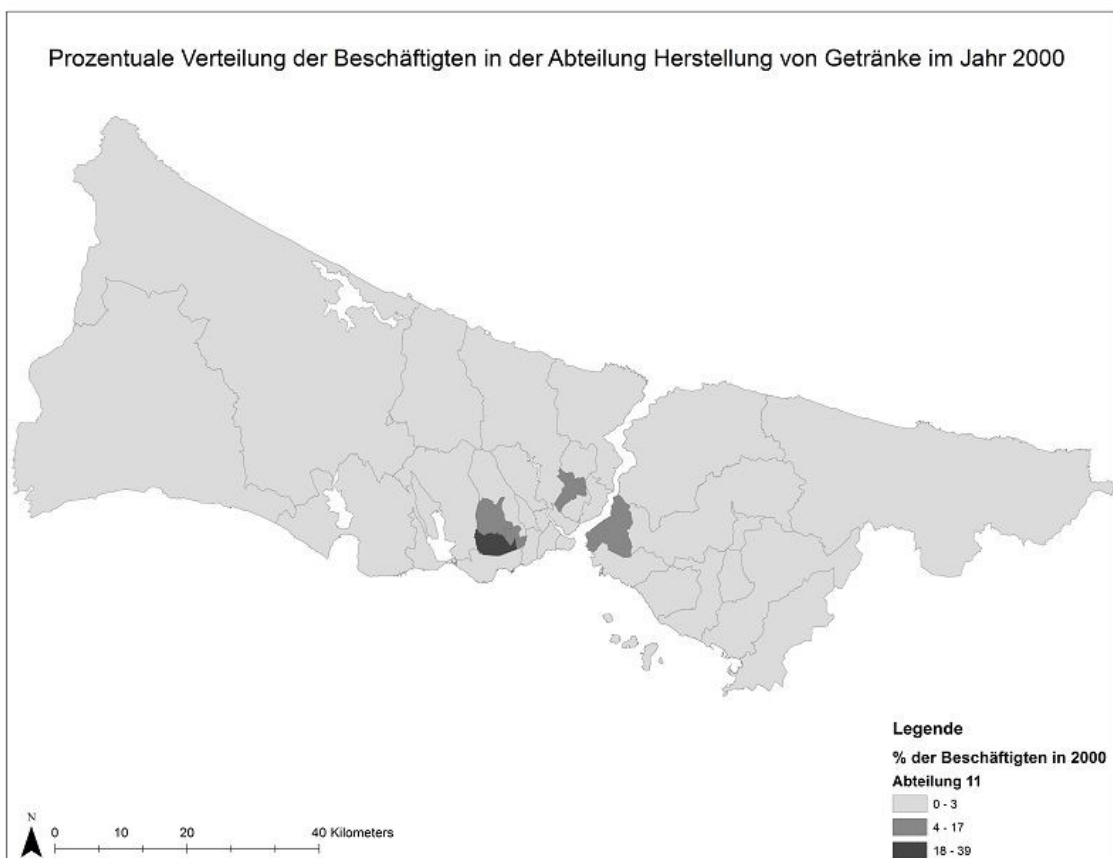 Prozentuale Verteilung der Beschäftigten in der Abteilung Herstellung von Getränke im Jahr 2000
Legende
% der Beschäftigten in 2000
Abteilung 11
0 - 3
4 - 17
18 - 39
N
0 10 20 40 Kilometers